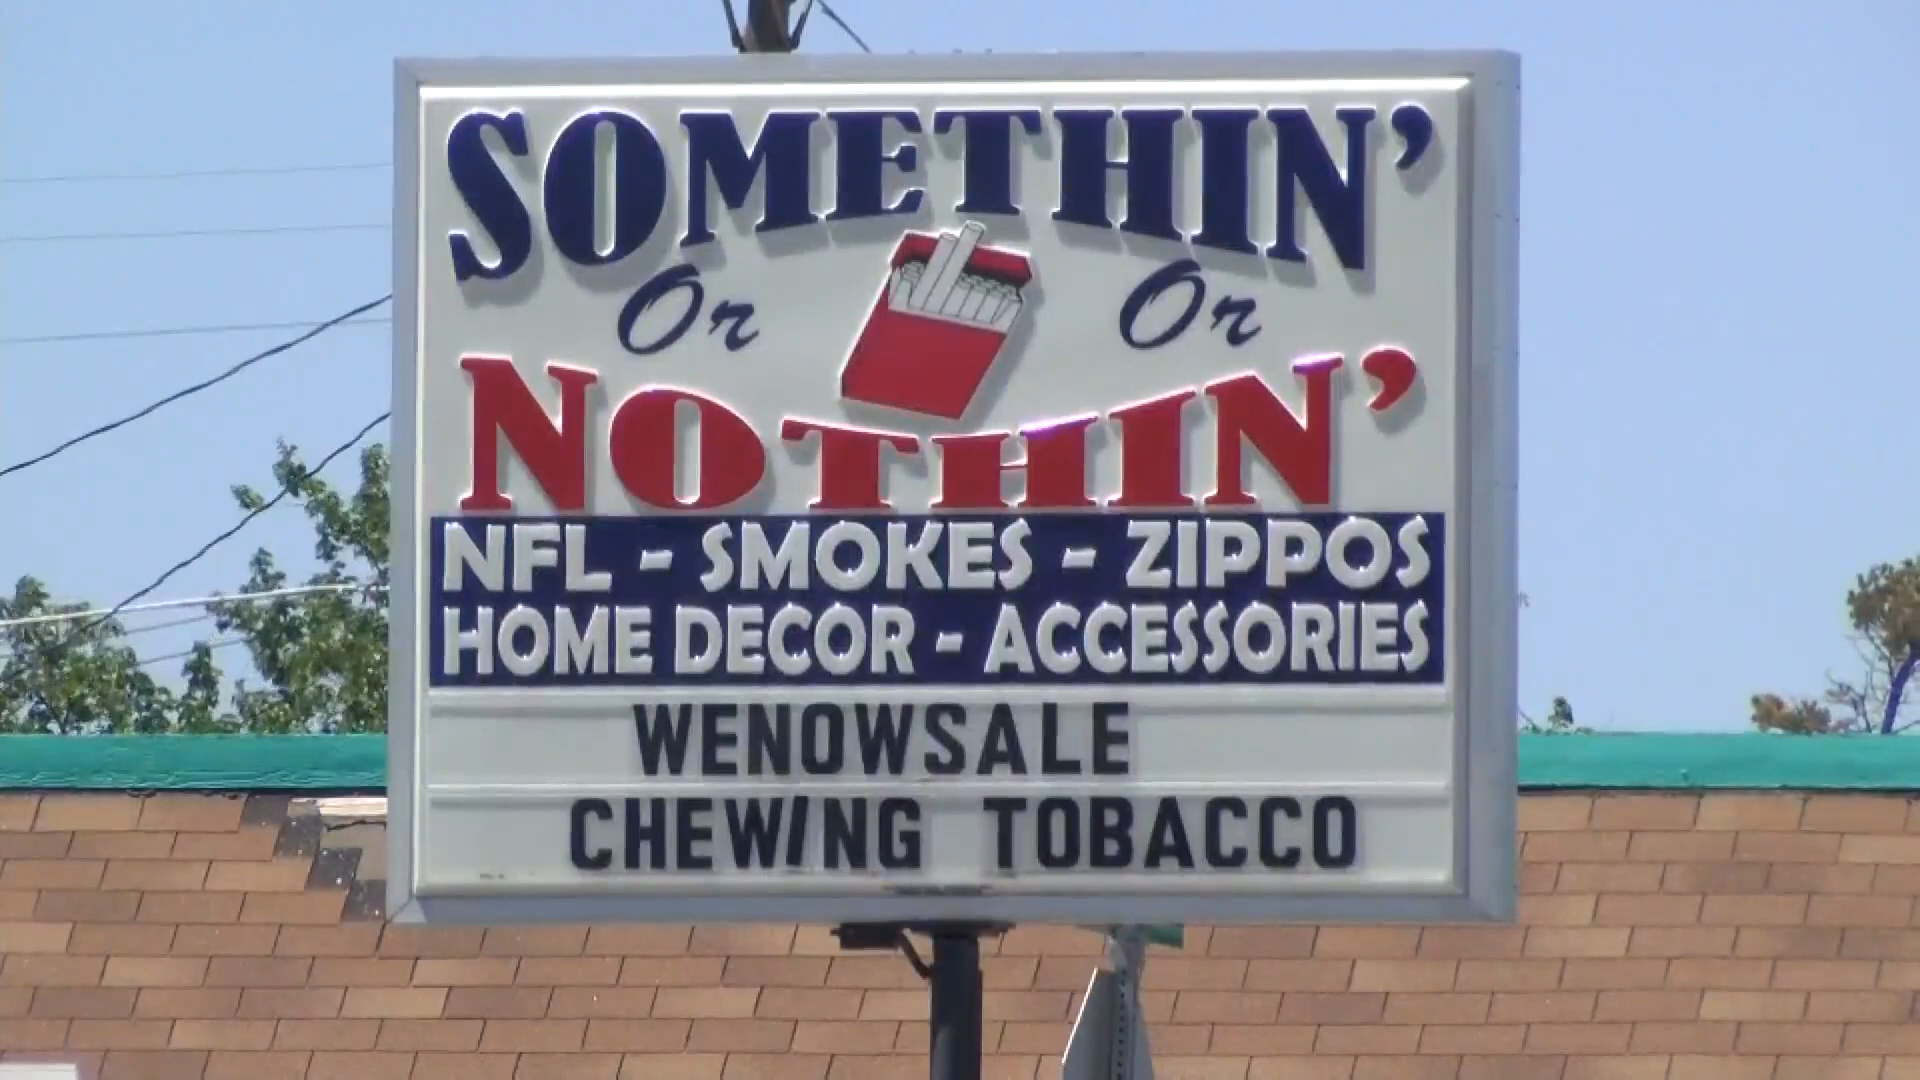 SOMETHIN'
Or Or
NOTHIN'
NFL - SMOKES - ZIPPOS
HOME DECOR - ACCESSORIES
WENOWSALE
CHEWING TOBACCO